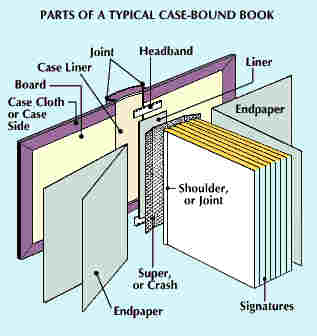 PARTS OF A TYPICAL CASE-BOUND BOOK
Joint
Headband
Case Liner
Liner
Board
Case Cloth
or Case
Side
Endpaper
Shoulder,
or Joint
Super,
or Crash
Endpaper
Signatures